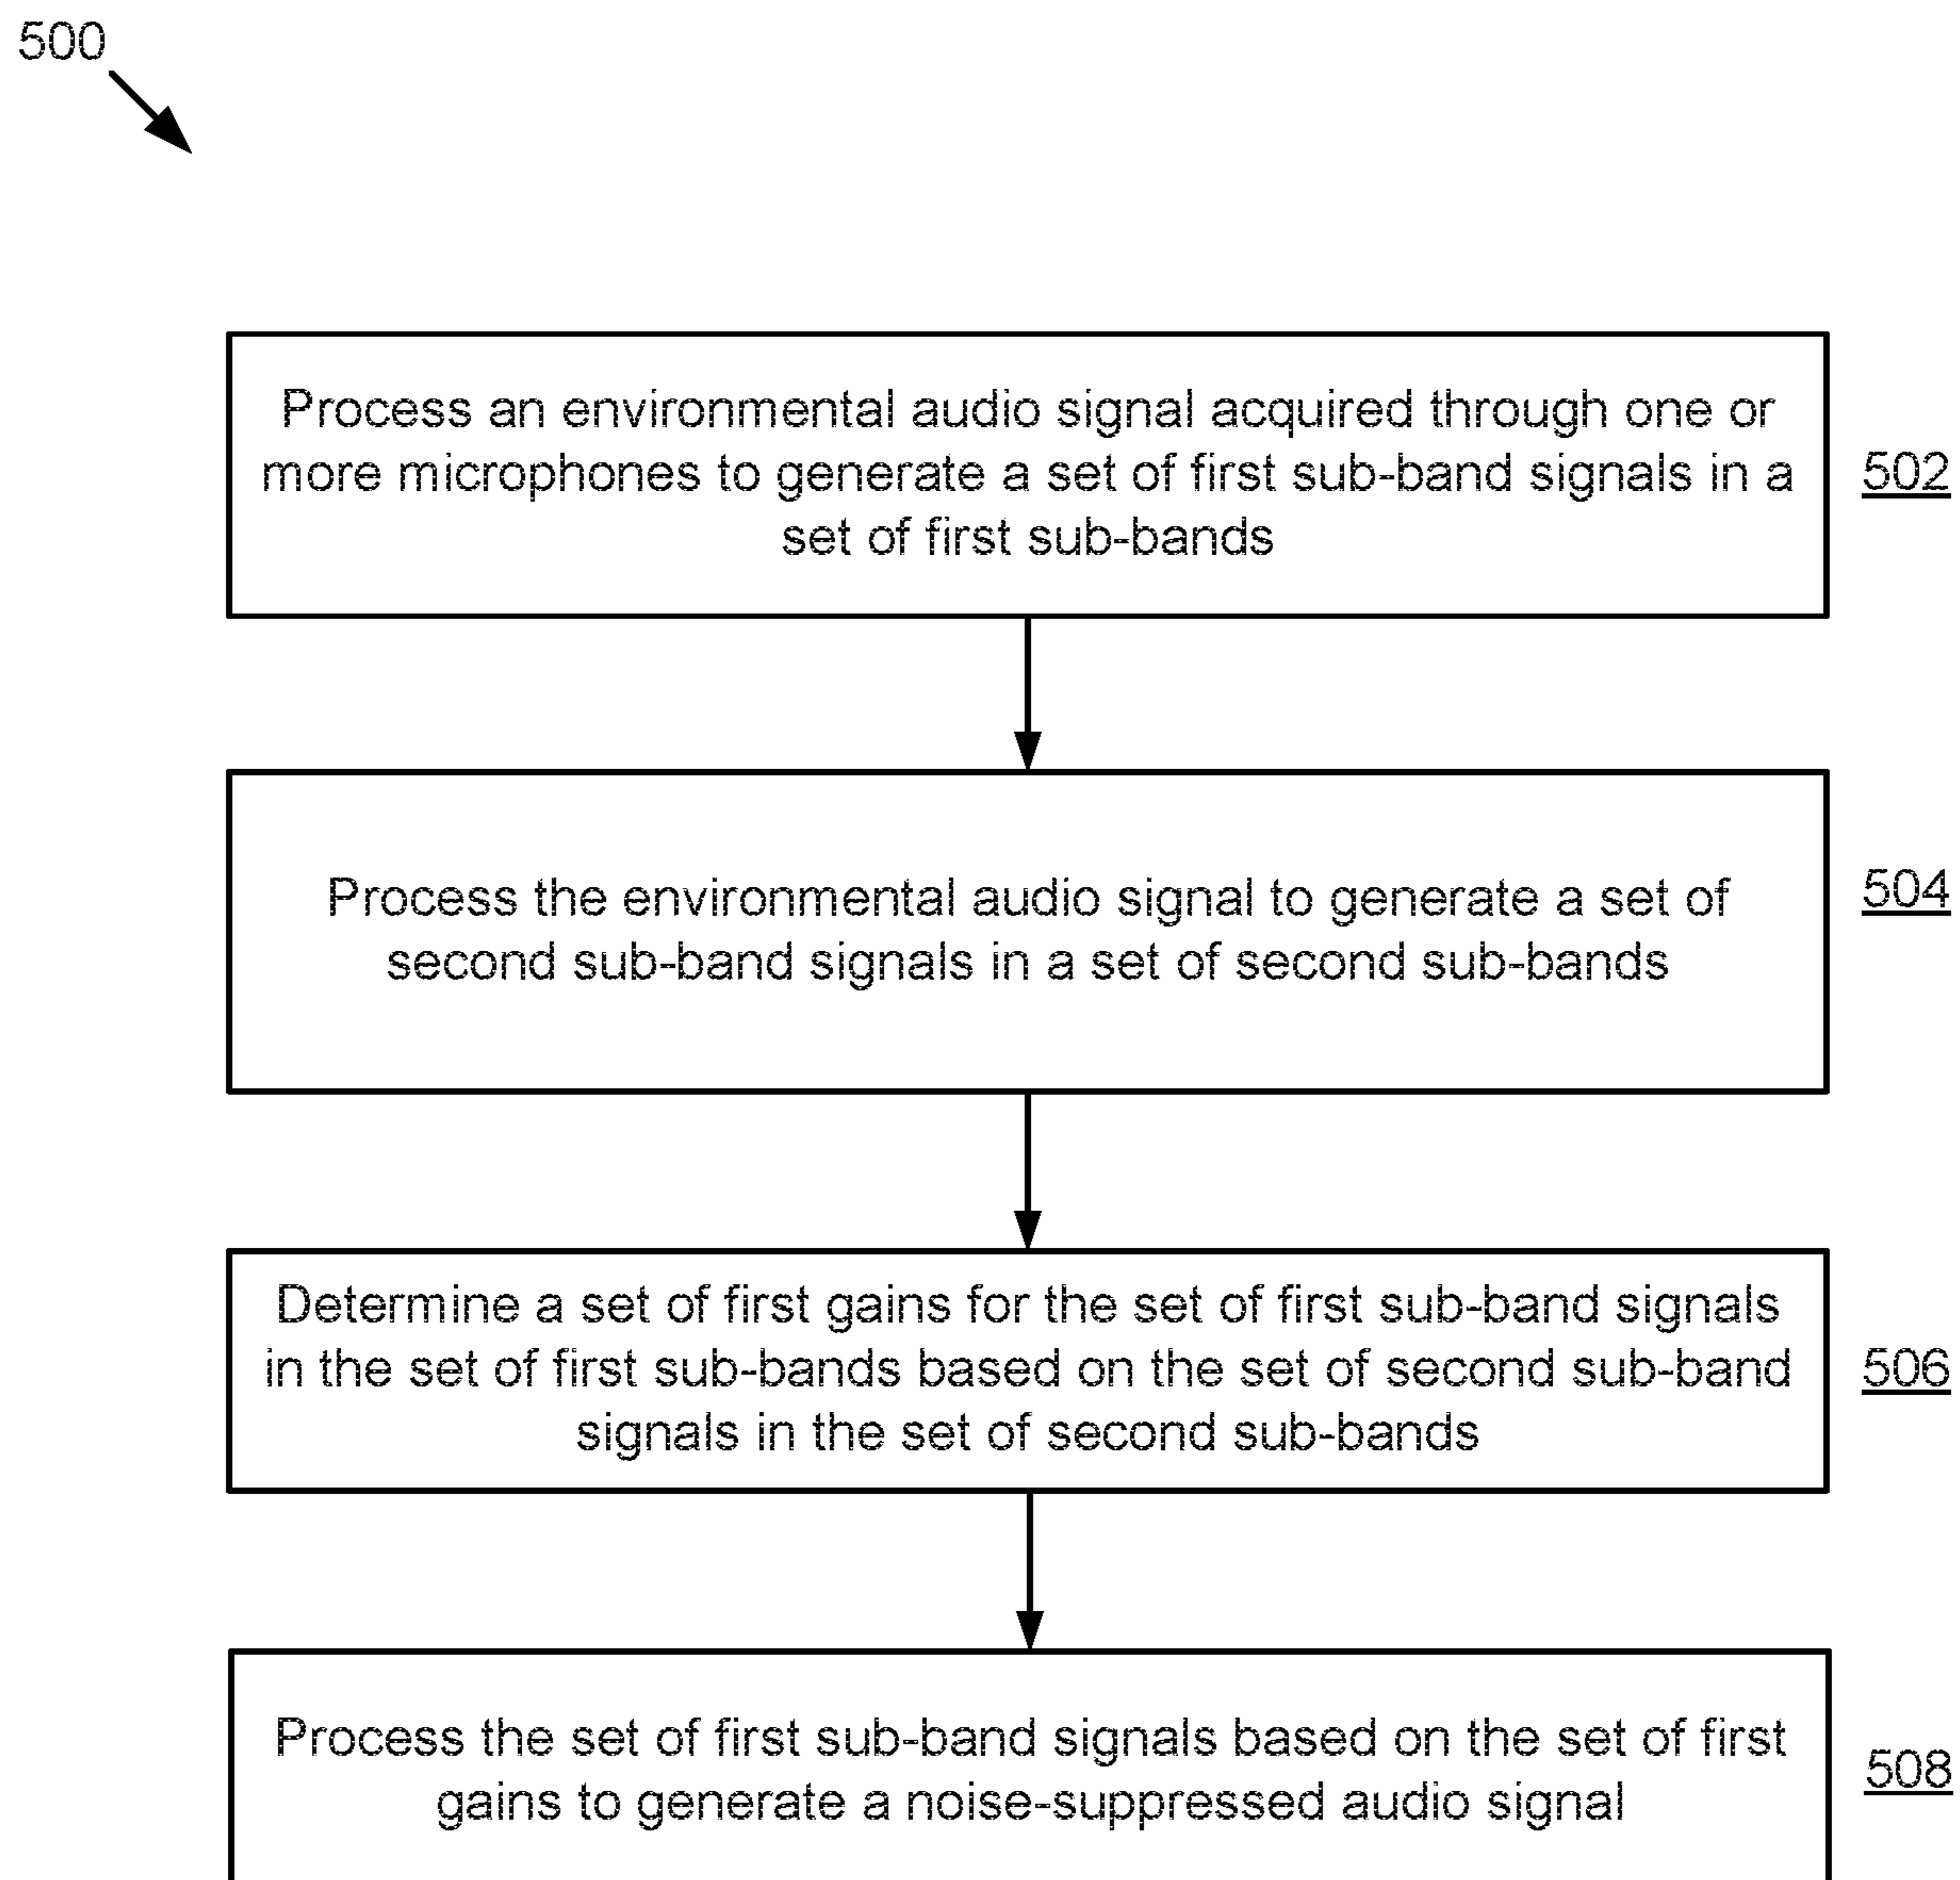 500
Process an environmental audio signal acquired through one or
more microphones to generate a set of first sub-band signals in a
set of first sub-bands
502
Process the environmental audio signal to generate a set of
second sub-band signals in a set of second sub-bands
504
Determine a set of first gains for the set of first sub-band signals
in the set of first sub-bands based on the set of second sub-band
signals in the set of second sub-bands
506
Process the set of first sub-band signals based on the set of first
gains to generate a noise-suppressed audio signal
508